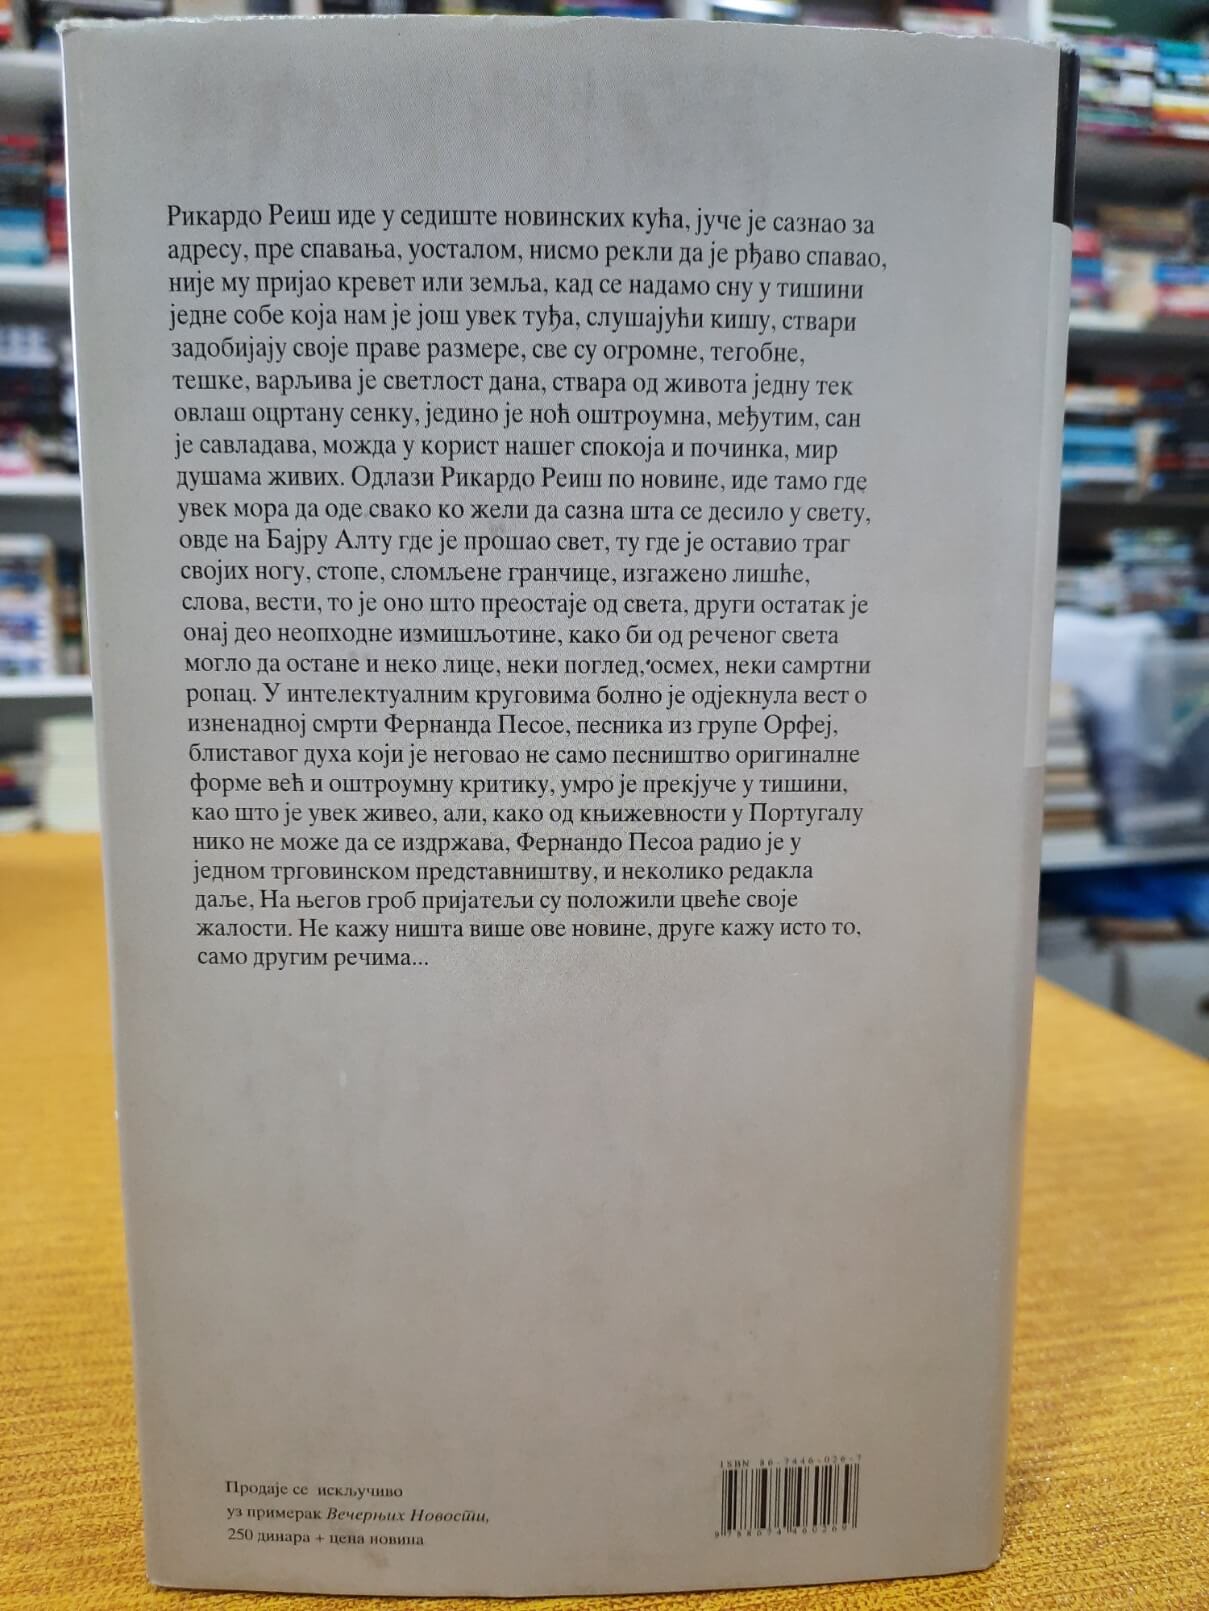 Рикардо Реиш иде у седиште новинских кућа, јуче је сазнао за
адресу, пре спавања, уосталом, нисмо рекли да је рђаво спавао,
није му пријао кревет или земља, кад се надамо сну у тишини
једне собе која нам је још увек туђа, слушајући кишу, ствари
задобијају своје праве размере, све су огромне, тегобне,
тешке, варљива је светлост дана, ствара од живота једну тек
овлаш оцртану сенку, једино је ноћ оштроумна, међутим, сан
је савладава, можда у корист нашег спокоја и починка, мир
душама живих. Одлази Рикардо Реиш по новине, иде тамо где
увек мора да оде свако ко жели да сазна шта се десило у свету,
овде на Бајру Алту где је прошао свет, ту где је оставио траг
својих ногу, стопе, сломљене гранчице, изгажено лишће,
слова, вести, то је оно што преостаје од света, други остатак је
онај део неопходне измишљотине, како би од реченог света
могло да остане и неко лице, неки поглед, осмех, неки самртни
ропац. У интелектуалним круговима болно је одјекнула вест о
изненадној смрти Фернанда Песое, песника из групе Орфеј,
блиставог духа који је неговао не само песништво оригиналне
форме већ и оштроумну критику, умро је прекјуче у тишини,
као што је увек живео, али, како од књижевности у Португалу
нико не може да се издржава, Фернандо Песоа радио је у
једном трговинском представништву, и неколико редакла
даље, На његов гроб пријатељи су положили цвеће своје
жалости. Не кажу ништа више ове новине, друге кажу исто то,
само другим речима...
Продаје се искључиво
уз примерак Вечерњих Новости,
250 динара + цена новина
ISBN 86-7446-026-7
9 788674 460269